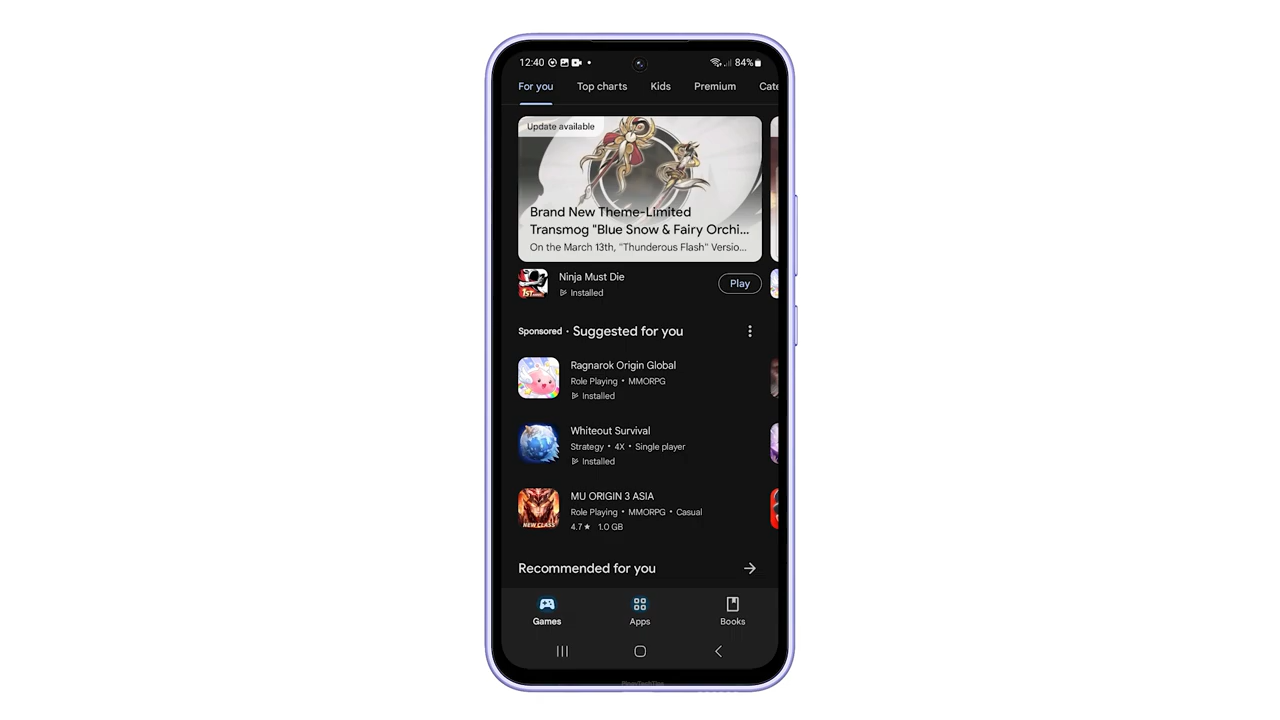 12:40 84%
For you Top charts Kids Premium Cate
Update available
Brand New Theme-Limited
Transmog "Blue Snow & Fairy Orchi...
On the March 13th, "Thunderous Flash" Versio...
Ninja Must Die
Installed
Play
Sponsored · Suggested for you
Ragnarok Origin Global
Role Playing • MMORPG
Installed
Whiteout Survival
Strategy • 4X • Single player
Installed
NEW CLASS
MU ORIGIN 3 ASIA
Role Playing • MMORPG • Casual
4.7★ 1.0 GB
Recommended for you
Games Apps Books